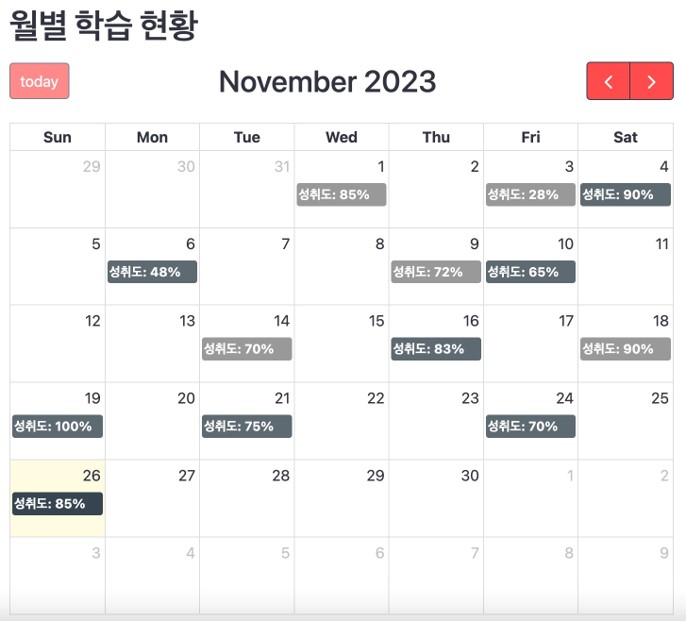 월별 학습 현황
today
November 2023
Sun Mon Tue Wed Thu Fri Sat
29 30 31 1 2 3 4
성취도: 85% 성취도: 28% 성취도: 90%
5 6 7 8 9 10 11
성취도: 48% 성취도: 72% 성취도: 65%
12 13 14 15 16 17 18
성취도: 70% 성취도: 83% 성취도: 90%
19 20 21 22 23 24 25
성취도: 100% 성취도: 75% 성취도: 70%
26 27 28 29 30 1 2
성취도: 85%
3 4 5 6 7 8 9